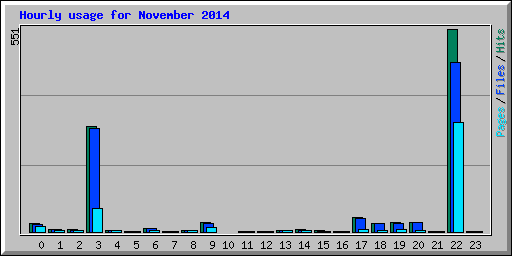 Hourly usage for November 2014
551
Pages/Files/Hits
0 1 2 3 4 5 6 7 8 9 10 11 12 13 14 15 16 17 18 19 20 21 22 23